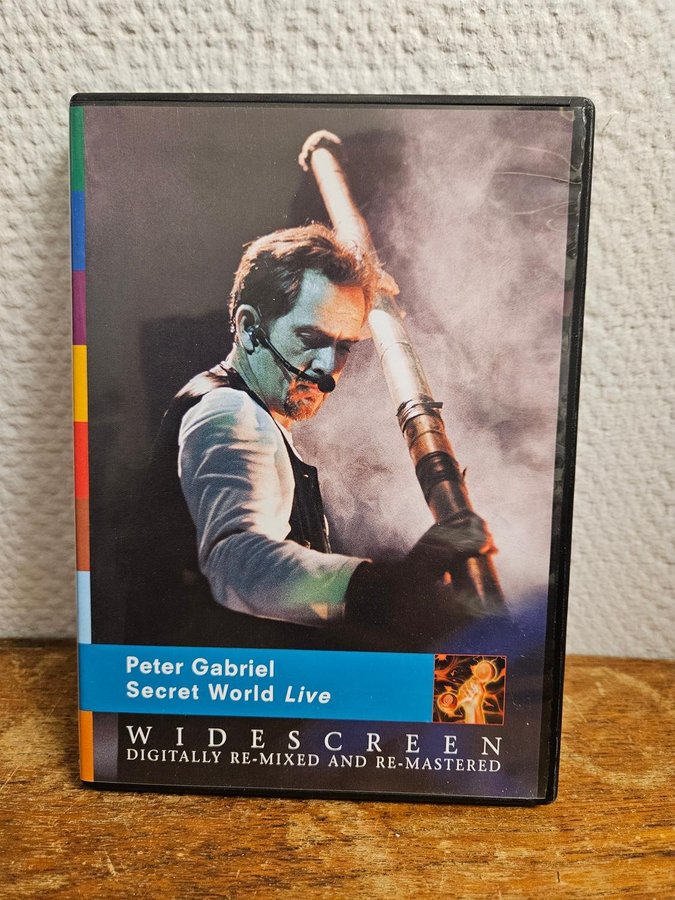 Peter Gabriel
Secret World Live
WIDESCREEN
DIGITALLY RE-MIXED AND RE-MASTERED